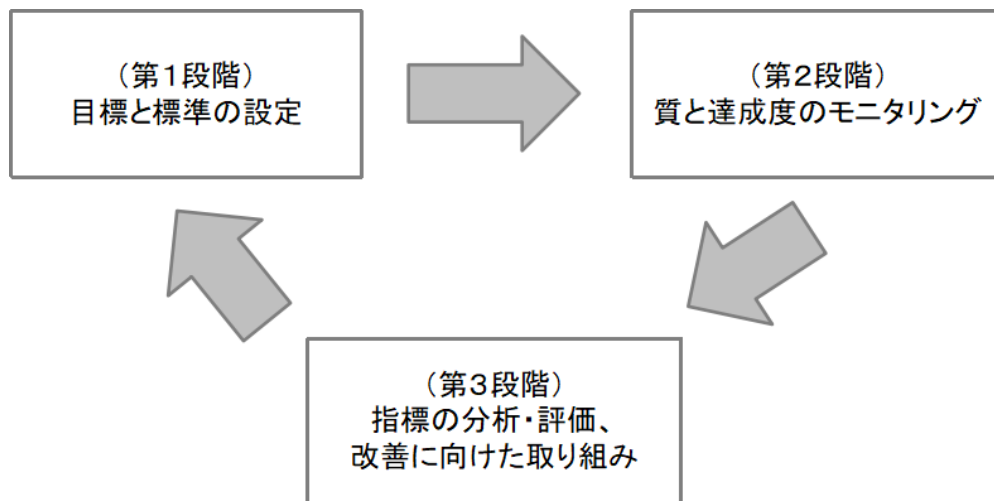 （第１段階）
目標と標準の設定
（第２段階）
質と達成度のモニタリング
（第３段階）
指標の分析・評価、
改善に向けた取り組み